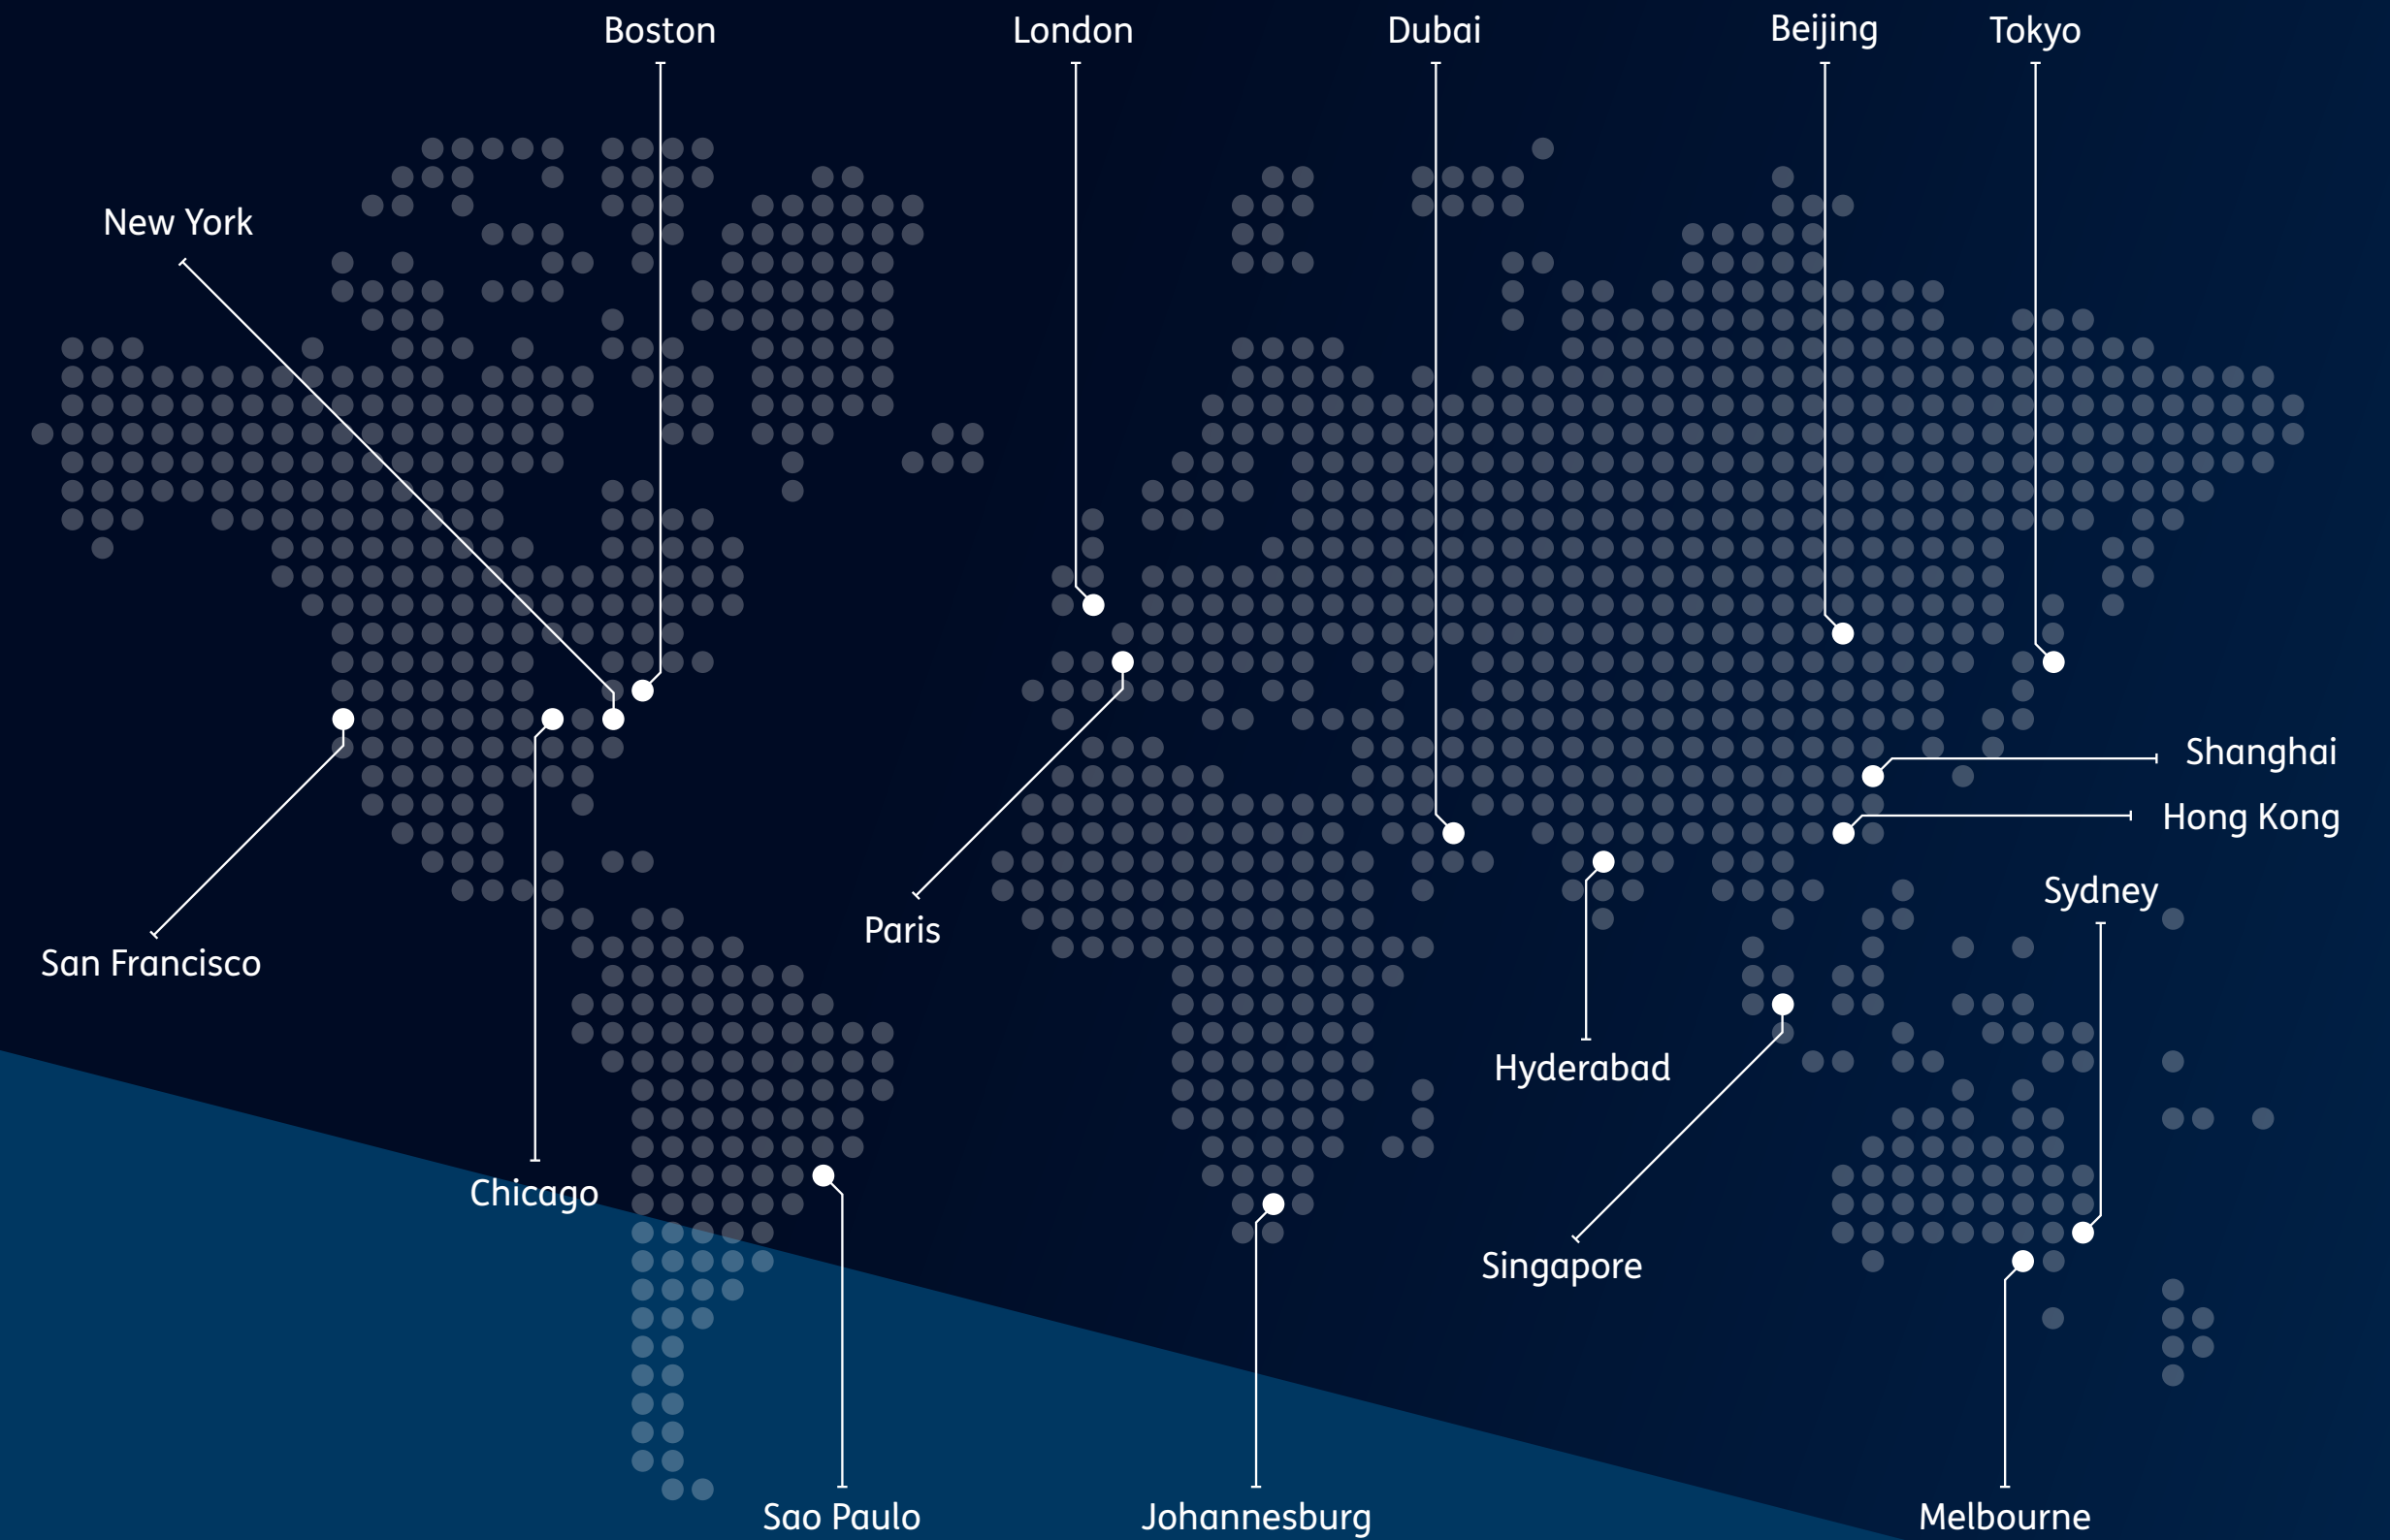 Boston
London
Dubai
Beijing
Tokyo
New York
Shanghai
Hong Kong
Sydney
Paris
San Francisco
Hyderabad
Chicago
Singapore
Sao Paulo
Johannesburg
Melbourne